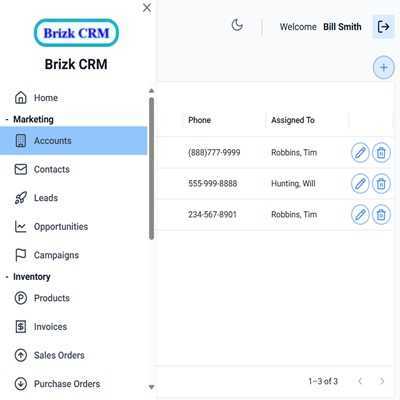 Brizk CRM
Brizk CRM
Home
- Marketing
Accounts
Contacts
Leads
Opportunities
Campaigns
- Inventory
Products
Invoices
Sales Orders
Purchase Orders
Welcome Bill Smith
Phone Assigned To
(888)777-9999 Robbins, Tim
555-999-8888 Hunting, Will
234-567-8901 Robbins, Tim
1–3 of 3